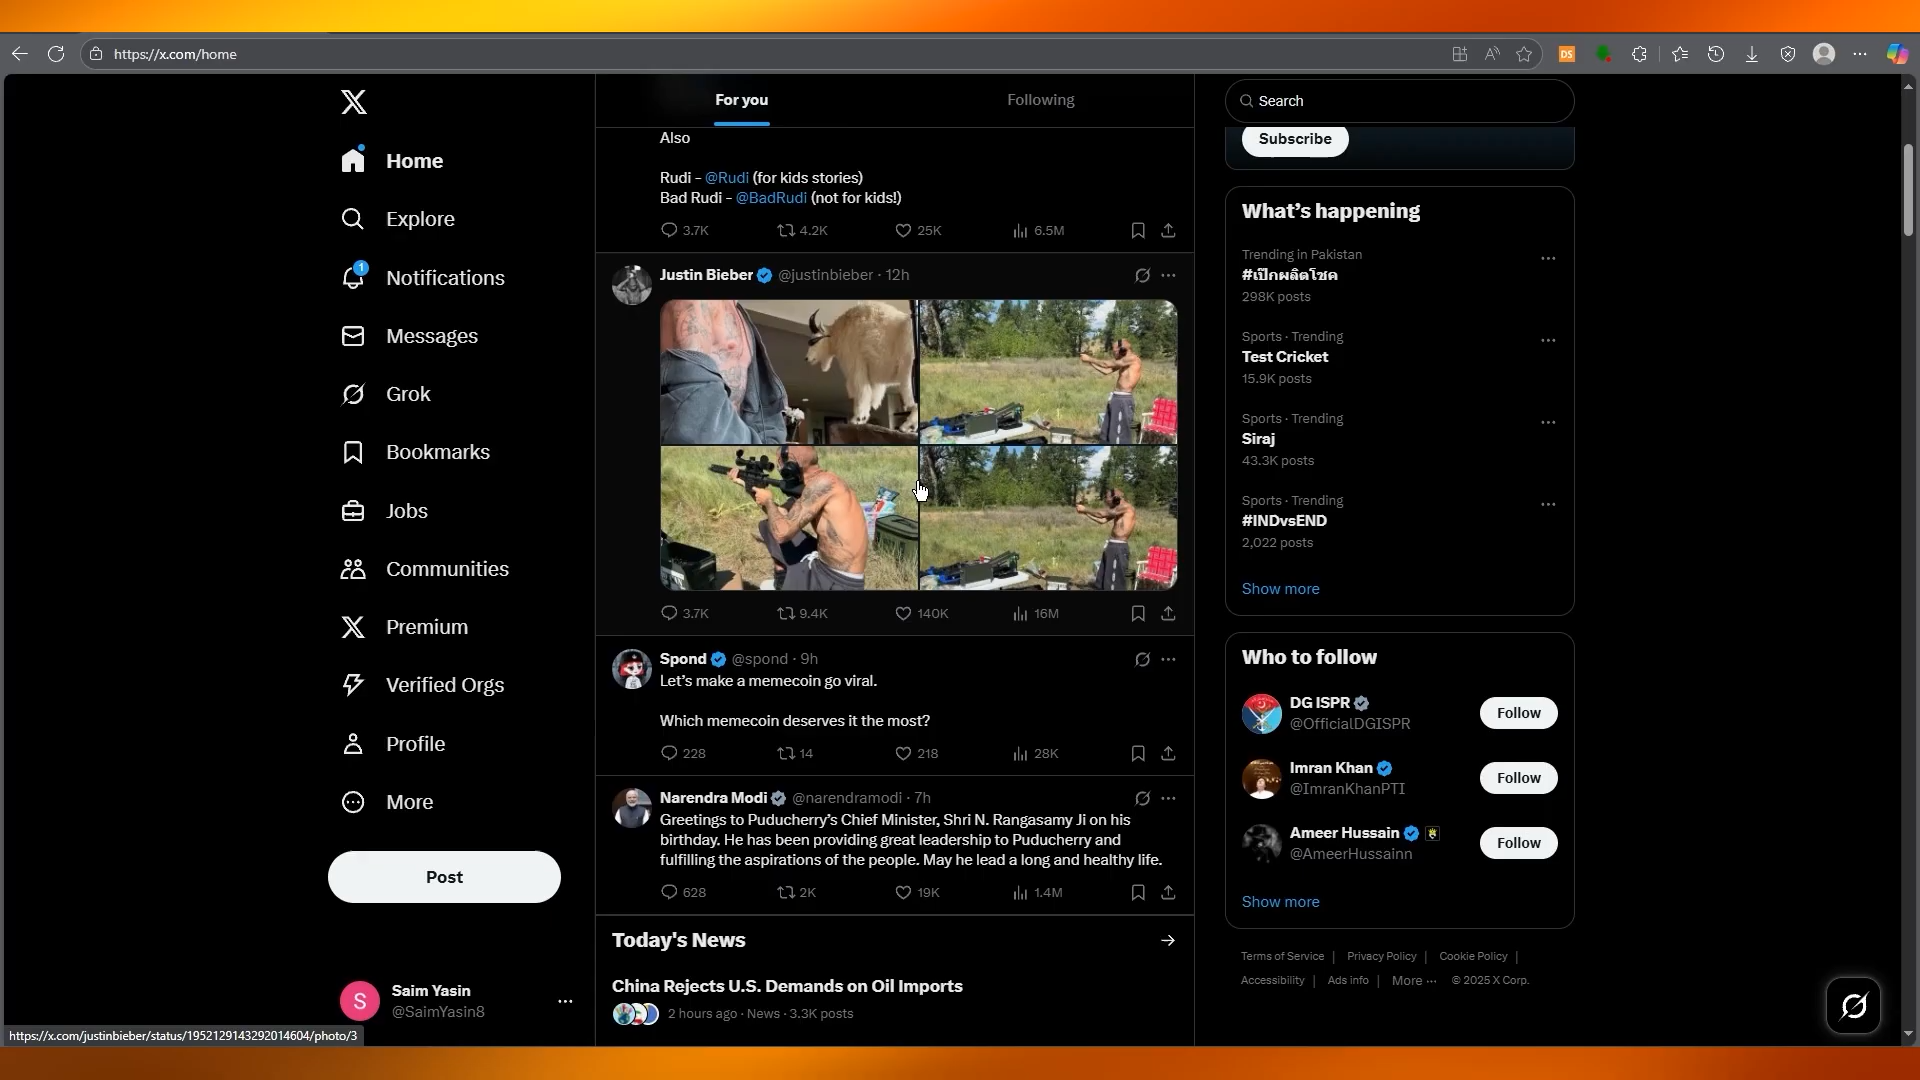 https://x.com/home
DS
Home
Explore
1
Notifications
Messages
Grok
Bookmarks
Jobs
Communities
Premium
Verified Orgs
Profile
More
Post
S
Saim Yasin
@SaimYasin8
https://x.com/justinbieber/status/1952129143292014604/photo/3
For you
Following
Also
Rudi - @Rudi (for kids stories)
Bad Rudi - @BadRudi (not for kids!)
3.7K 4.2K 25K 6.5M
Justin Bieber @justinbieber · 12h
3.7K 9.4K 140K 16M
Spond @spond · 9h
Let’s make a memecoin go viral.
Which memecoin deserves it the most?
228 14 218 28K
Narendra Modi @narendramodi · 7h
Greetings to Puducherry’s Chief Minister, Shri N. Rangasamy Ji on his
birthday. He has been providing great leadership to Puducherry and
fulfilling the aspirations of the people. May he lead a long and healthy life.
628 2K 19K 1.4M
Today's News
China Rejects U.S. Demands on Oil Imports
2 hours ago · News · 3.3K posts
Search
Subscribe
What’s happening
Trending in Pakistan
#เป๊กผลิตโชค
298K posts
Sports · Trending
Test Cricket
15.9K posts
Sports · Trending
Siraj
43.3K posts
Sports · Trending
#INDvsEND
2,022 posts
Show more
Who to follow
DG ISPR
@OfficialDGISPR
Follow
Imran Khan
@ImranKhanPTI
Follow
Ameer Hussain
@AmeerHussainn
Follow
Show more
Terms of Service | Privacy Policy | Cookie Policy |
Accessibility | Ads info | More ··· © 2025 X Corp.